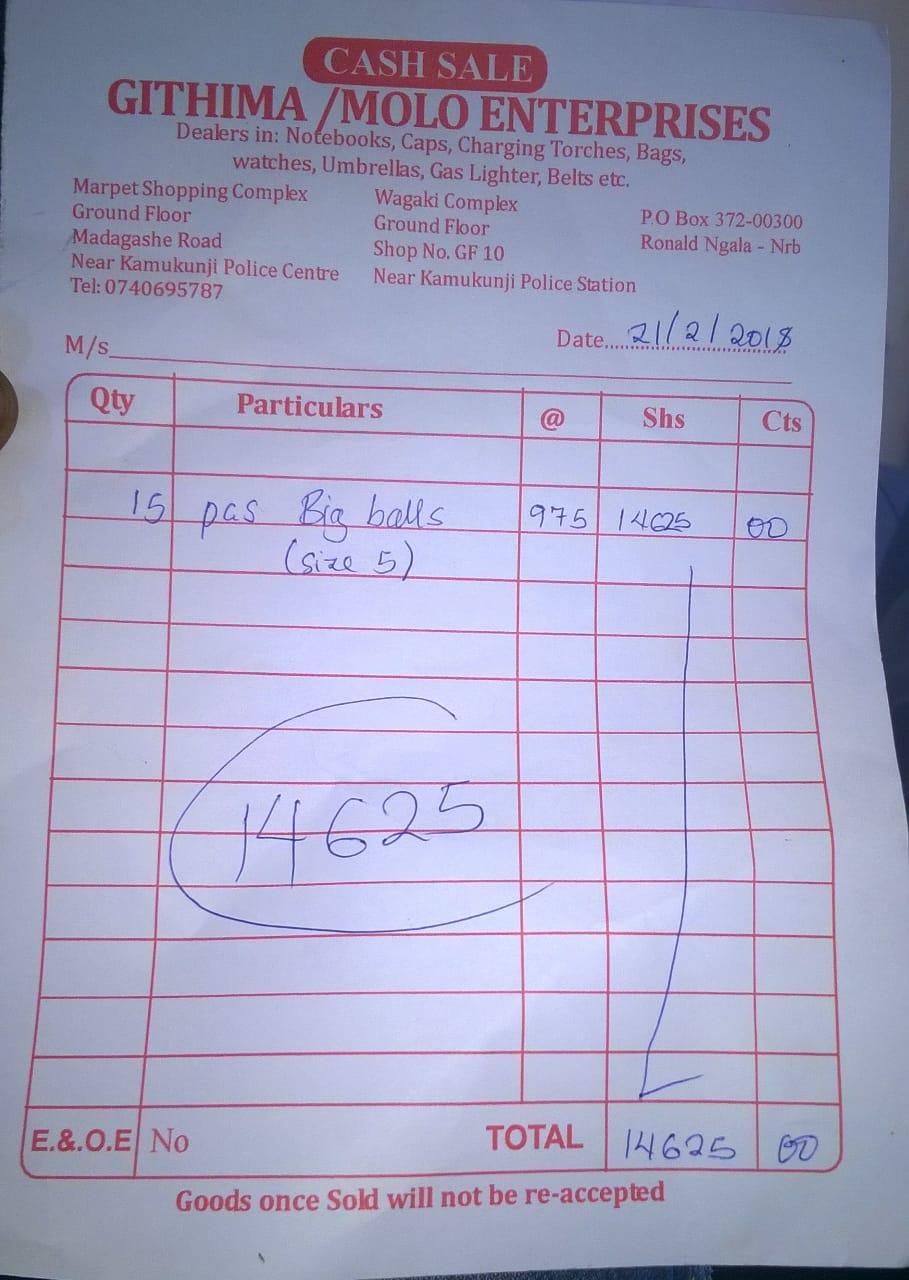 CASH SALE
GITHIMA /MOLO ENTERPRISES
Dealers in: Notebooks, Caps, Charging Torches, Bags,
watches, Umbrellas, Gas Lighter, Belts etc.
Marpet Shopping Complex
Ground Floor
Madagashe Road
Near Kamukunji Police Centre
Tel: 0740695787
Wagaki Complex
Ground Floor
Shop No. GF 10
Near Kamukunji Police Station
P.O Box 372-00300
Ronald Ngala - Nrb
M/s
Date..... 21/2/2018
Qty Particulars @ Shs Cts
15 pas Big balls 975 14625 00
(size 5)
14625
E.&.O.E No TOTAL 14625 00
Goods once Sold will not be re-accepted